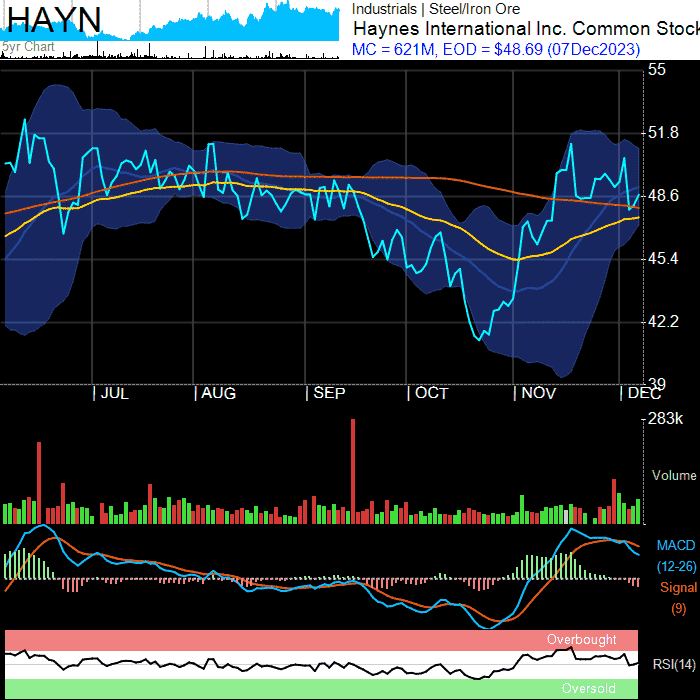 HAYN
5yr Chart
Industrials | Steel/Iron Ore
Haynes International Inc. Common Stock
MC = 621M, EOD = $48.69 (07Dec2023)
55
51.8
48.6
45.4
42.2
39
JUL
AUG
SEP
OCT
NOV
DEC
283k
Volume
MACD
(12-26)
Signal
(9)
Overbought
RSI(14)
Oversold